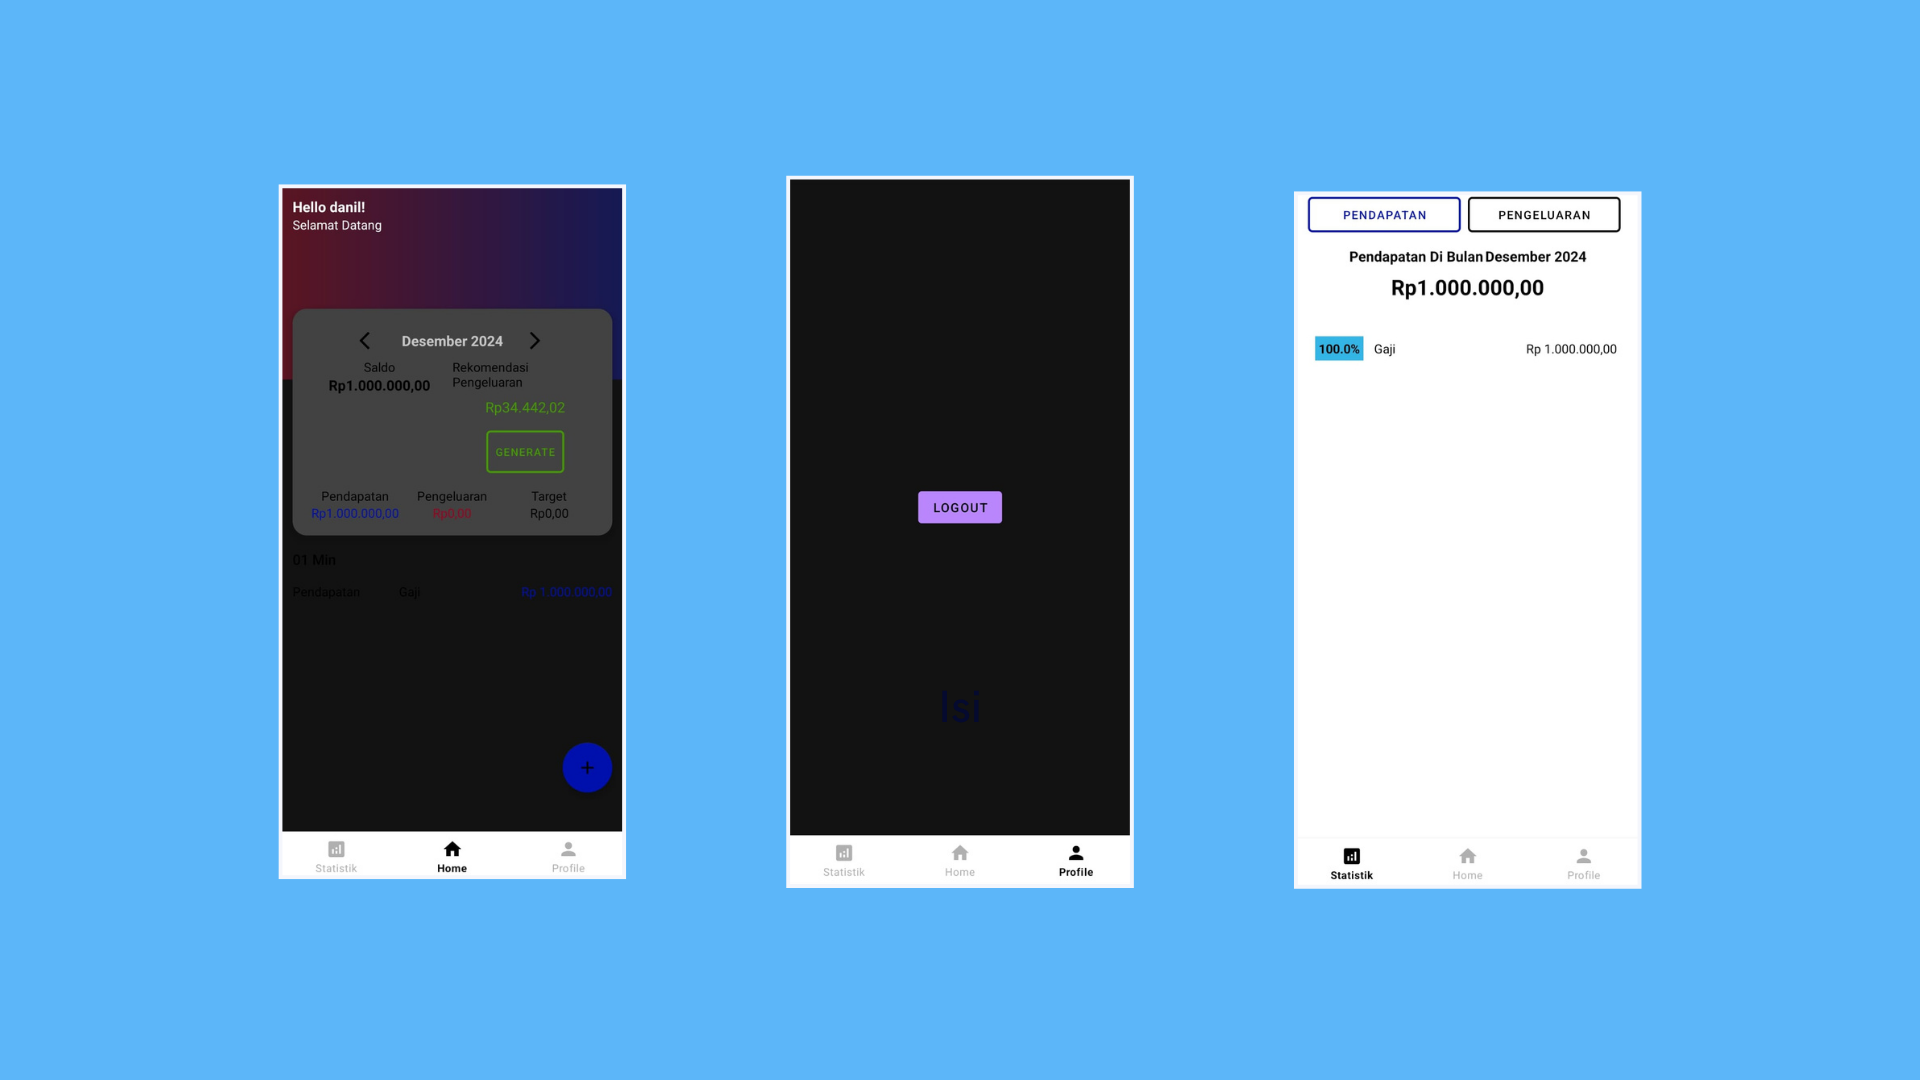 Hello danil!
Selamat Datang
Desember 2024
Saldo
Rp1.000.000,00
Rekomendasi
Pengeluaran
Rp34.442,02
GENERATE
Pendapatan
Rp1.000.000,00
Pengeluaran
Rp0,00
Target
Rp0,00
01 Min
Pendapatan Gaji Rp 1.000.000,00
+
Statistik Home Profile
LOGOUT
Isi
Statistik Home Profile
PENDAPATAN PENGELUARAN
Pendapatan Di Bulan Desember 2024
Rp1.000.000,00
100.0% Gaji Rp 1.000.000,00
Statistik Home Profile